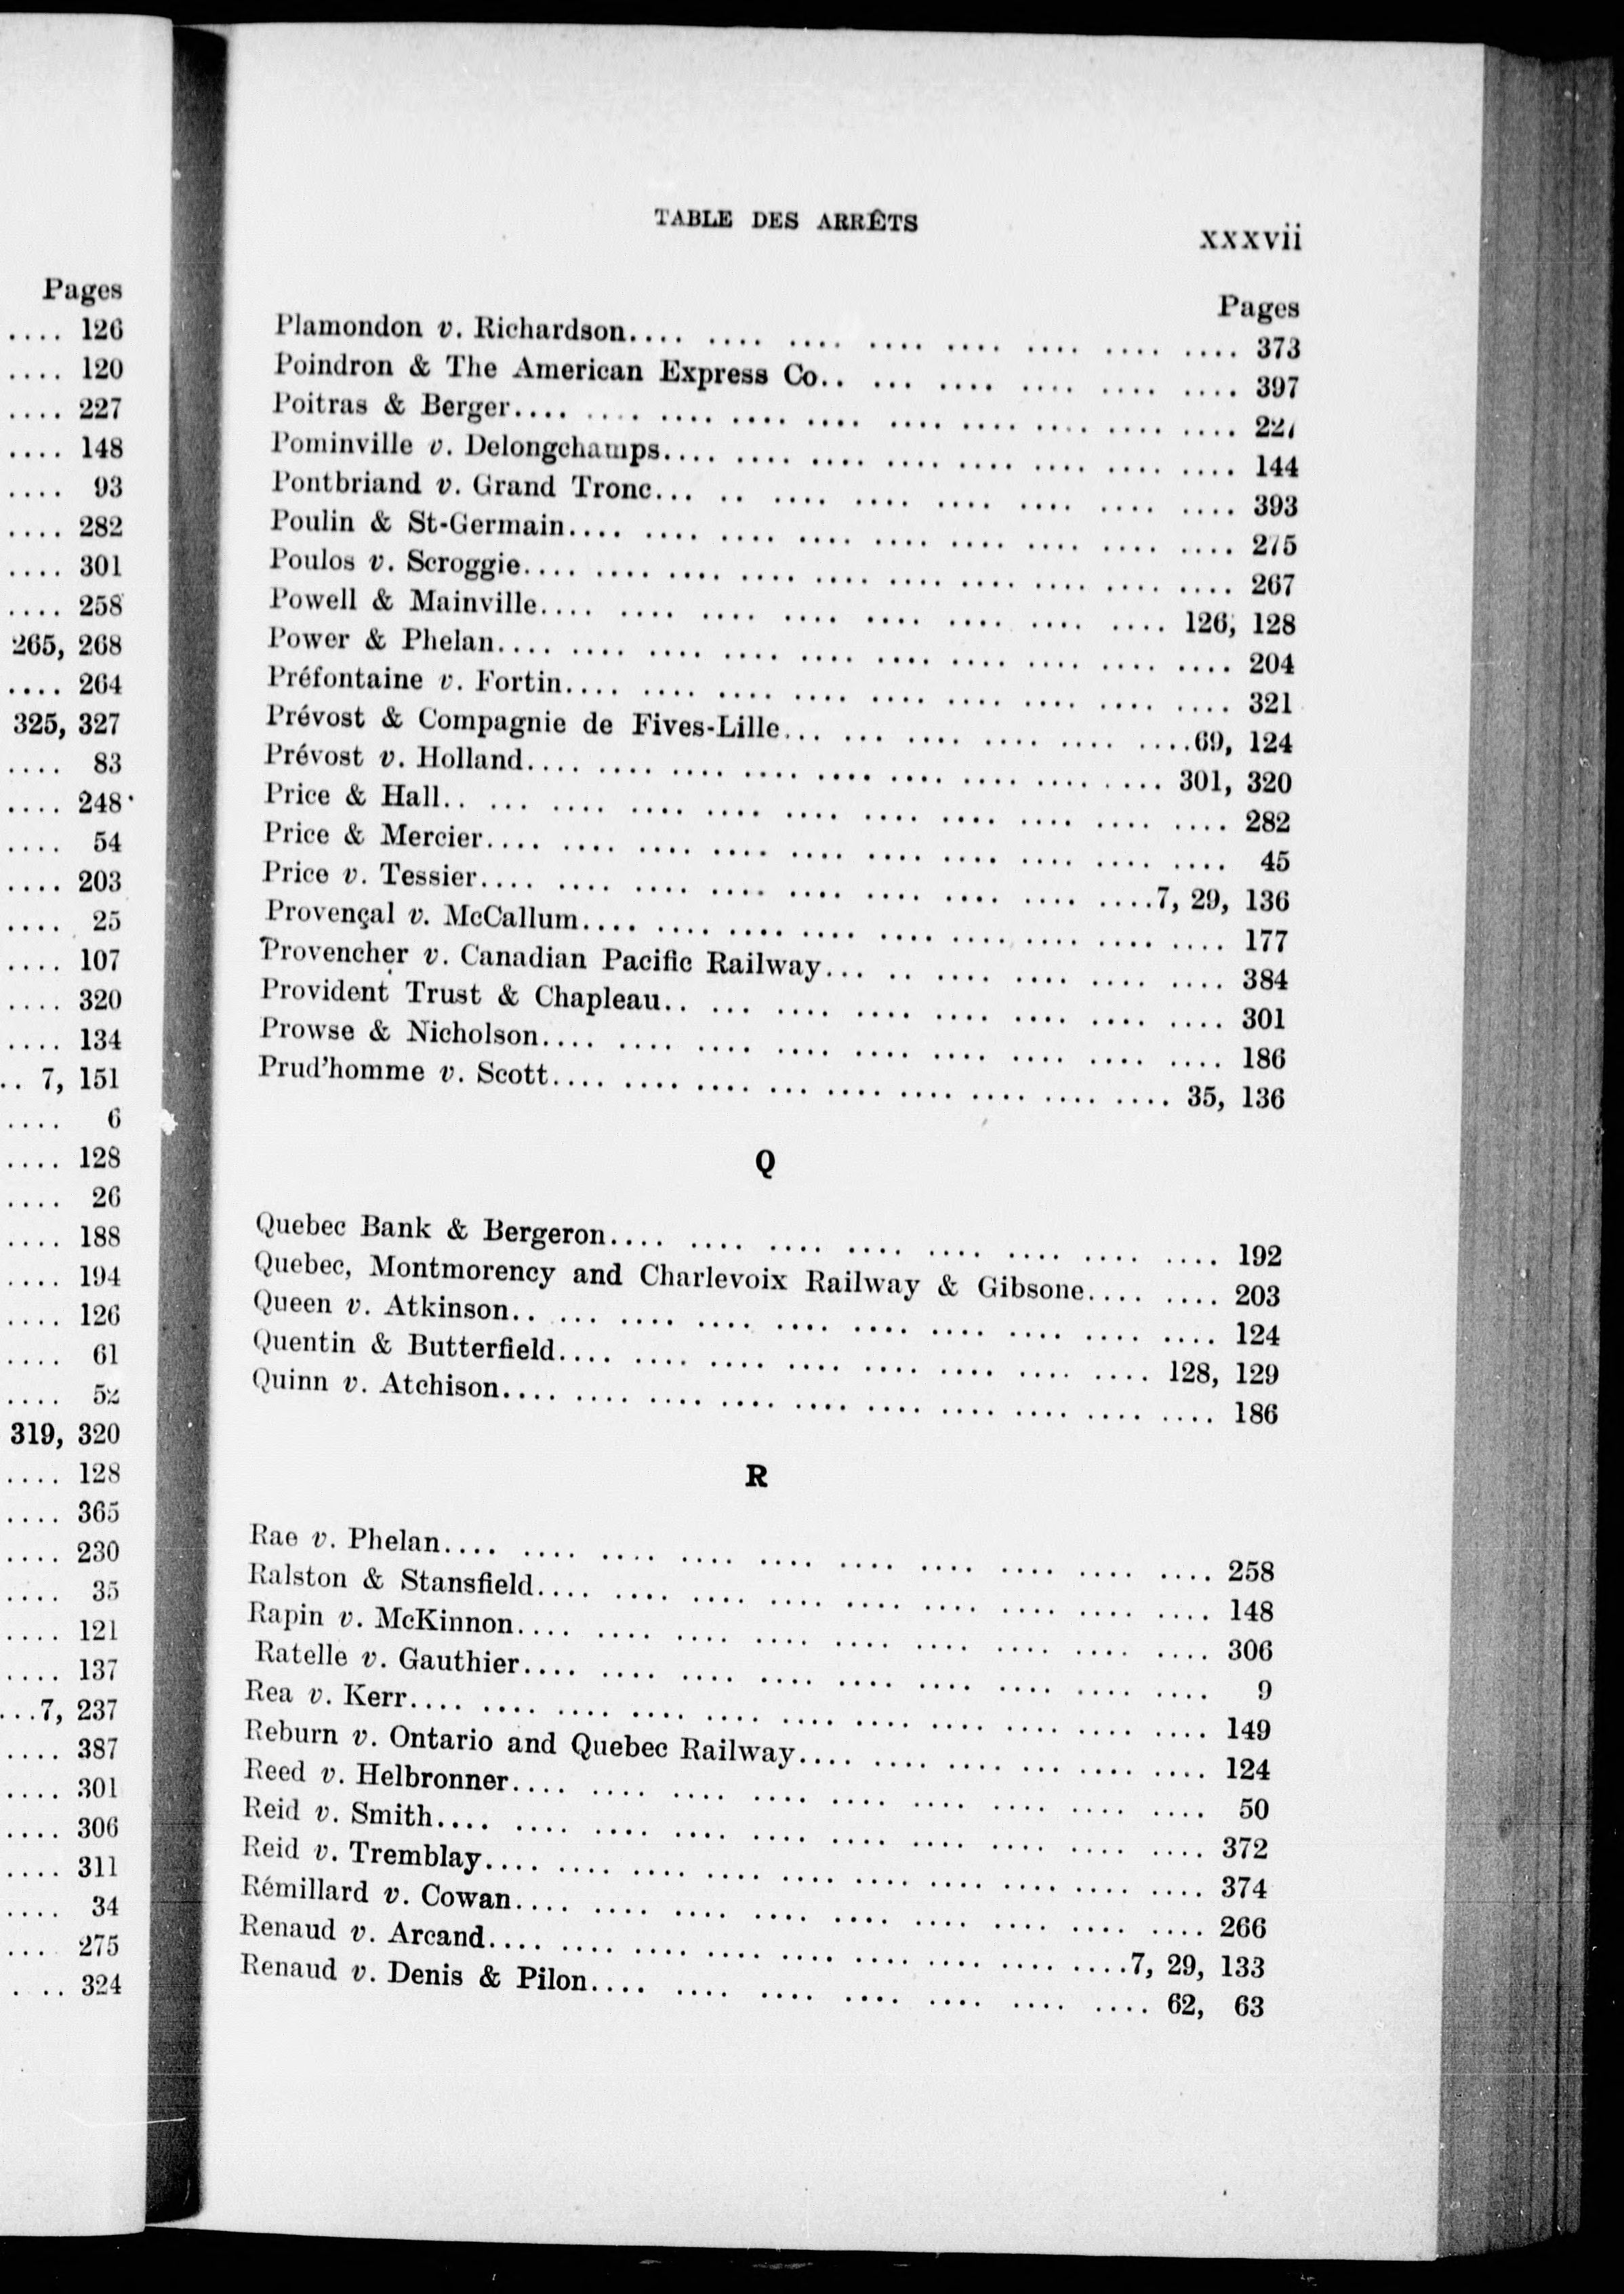 Pages
.... 126
.... 120
.... 227
.... 148
.... 93
.... 282
.... 301
.... 258
265, 268
.... 264
325, 327
.... 83
.... 248
.... 54
.... 203
.... 25
.... 107
.... 320
.... 134
.. 7, 151
.... 6
.... 128
.... 26
.... 188
.... 194
.... 126
.... 61
.... 52
319, 320
.... 128
.... 365
.... 230
.... 35
.... 121
.... 137
...7, 237
.... 387
.... 301
.... 306
.... 311
.... 34
.... 275
. .. 324
TABLE DES ARRÊTS xxxvii
Pages
Plamondon v. Richardson.... .... .... .... .... .... .... .... 373
Poindron & The American Express Co.. ... .... .... .... .... 397
Poitras & Berger.... .... .... .... .... .... .... .... .... .... 227
Pominville v. Delongchamps.... .... .... .... .... .... .... .... 144
Pontbriand v. Grand Tronc... .. .... .... .... .... .... .... 393
Poulin & St-Germain.... .... .... .... .... .... .... .... .... 275
Poulos v. Scroggie.... .... .... .... .... .... .... .... .... .... 267
Powell & Mainville.... .... .... .... .... .... .... .... 126, 128
Power & Phelan.... .... .... .... .... .... .... .... .... .... 204
Préfontaine v. Fortin.... .... .... .... .... .... .... .... .... 321
Prévost & Compagnie de Fives-Lille... ... .... .... .... ....69, 124
Prévost v. Holland.... .... .... .... .... .... .... .... .... 301, 320
Price & Hall.. ... .... .... .... .... .... .... .... .... .... 282
Price & Mercier.... .... .... .... .... .... .... .... .... .... 45
Price v. Tessier.... .... .... .... .... .... .... .... ....7, 29, 136
Provençal v. McCallum.... .... .... .... .... .... .... .... .... 177
Provencher v. Canadian Pacific Railway... .. .... .... .... .... 384
Provident Trust & Chapleau.. ... .... .... .... .... .... .... 301
Prowse & Nicholson.... .... .... .... .... .... .... .... .... 186
Prud'homme v. Scott.... .... .... ... .... .... .... .... .... 35, 136
Q
Quebec Bank & Bergeron.... .... .... .... .... .... .... .... 192
Quebec, Montmorency and Charlevoix Railway & Gibsone.... .... 203
Queen v. Atkinson.. ... .... .... .... .... .... .... .... .... 124
Quentin & Butterfield.... .... .... .... .... .... .... .... 128, 129
Quinn v. Atchison.... .... .... .... .... .... .... .... .... .... 186
R
Rae v. Phelan.... .... .... .... .... .... .... .... .... .... 258
Ralston & Stansfield.... .... .... .... .... .... .... .... .... 148
Rapin v. McKinnon.... .... .... .... .... .... .... .... .... 306
Ratelle v. Gauthier.... .... .... .... .... .... .... .... .... 9
Rea v. Kerr.... .... .... .... .... .... .... .... .... .... .... 149
Reburn v. Ontario and Quebec Railway.... .... .... ... .... .... 124
Reed v. Helbronner.... .... .... .... .... .... .... .... .... 50
Reid v. Smith.... .... .... .... .... .... .... .... .... .... 372
Reid v. Tremblay.... .... .... .... .... .... .... .... .... .... 374
Rémillard v. Cowan.... .... .... .... .... .... .... .... .... 266
Renaud v. Arcand.... .... .... .... .... .... .... .... ....7, 29, 133
Renaud v. Denis & Pilon.... .... .... .... .... .... .... 62, 63